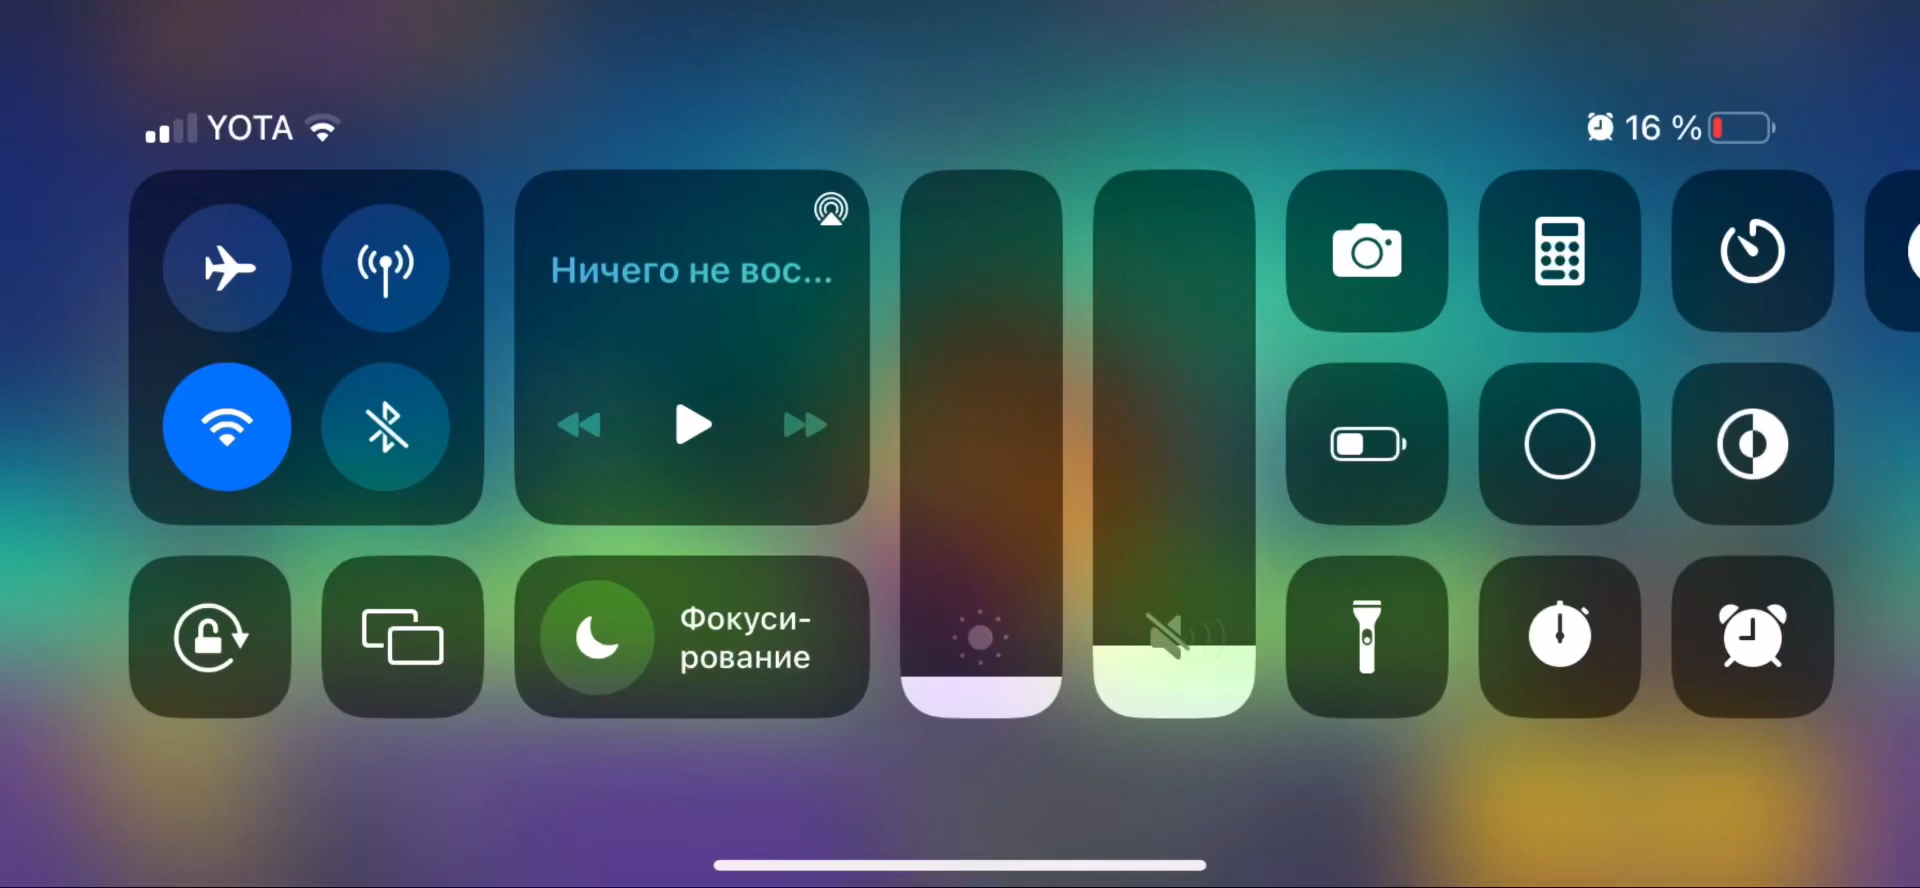 YOTA
16 %
Ничего не вос...
Фокуси-
рование